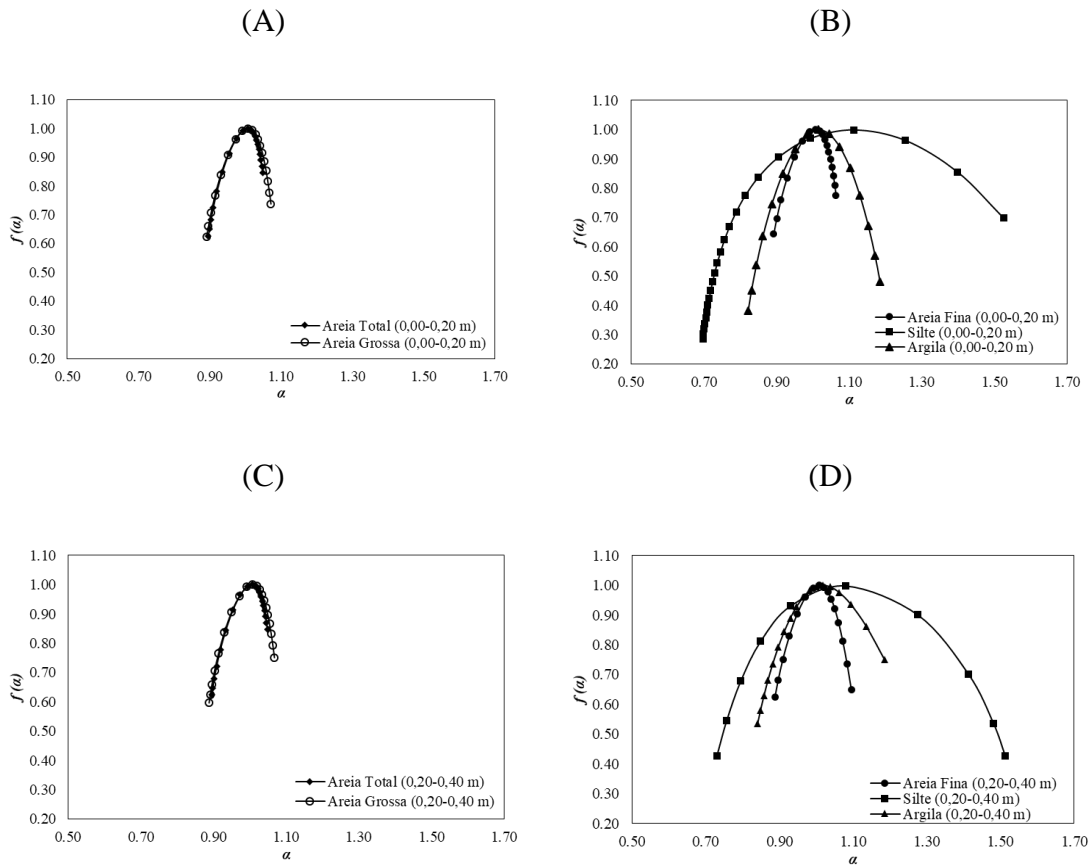 (A)
1.10
1.00
0.90
0.80
0.70
0.60
0.50
0.40
0.30
0.20
f (α)
0.50 0.70 0.90 1.10 1.30 1.50 1.70
α
Areia Total (0,00-0,20 m)
Areia Grossa (0,00-0,20 m)
(B)
1.10
1.00
0.90
0.80
0.70
0.60
0.50
0.40
0.30
0.20
f (α)
0.50 0.70 0.90 1.10 1.30 1.50 1.70
α
Areia Fina (0,00-0,20 m)
Silte (0,00-0,20 m)
Argila (0,00-0,20 m)
(C)
1.10
1.00
0.90
0.80
0.70
0.60
0.50
0.40
0.30
0.20
f (α)
0.50 0.70 0.90 1.10 1.30 1.50 1.70
α
Areia Total (0,20-0,40 m)
Areia Grossa (0,20-0,40 m)
(D)
1.10
1.00
0.90
0.80
0.70
0.60
0.50
0.40
0.30
0.20
f (α)
0.50 0.70 0.90 1.10 1.30 1.50 1.70
α
Areia Fina (0,20-0,40 m)
Silte (0,20-0,40 m)
Argila (0,20-0,40 m)